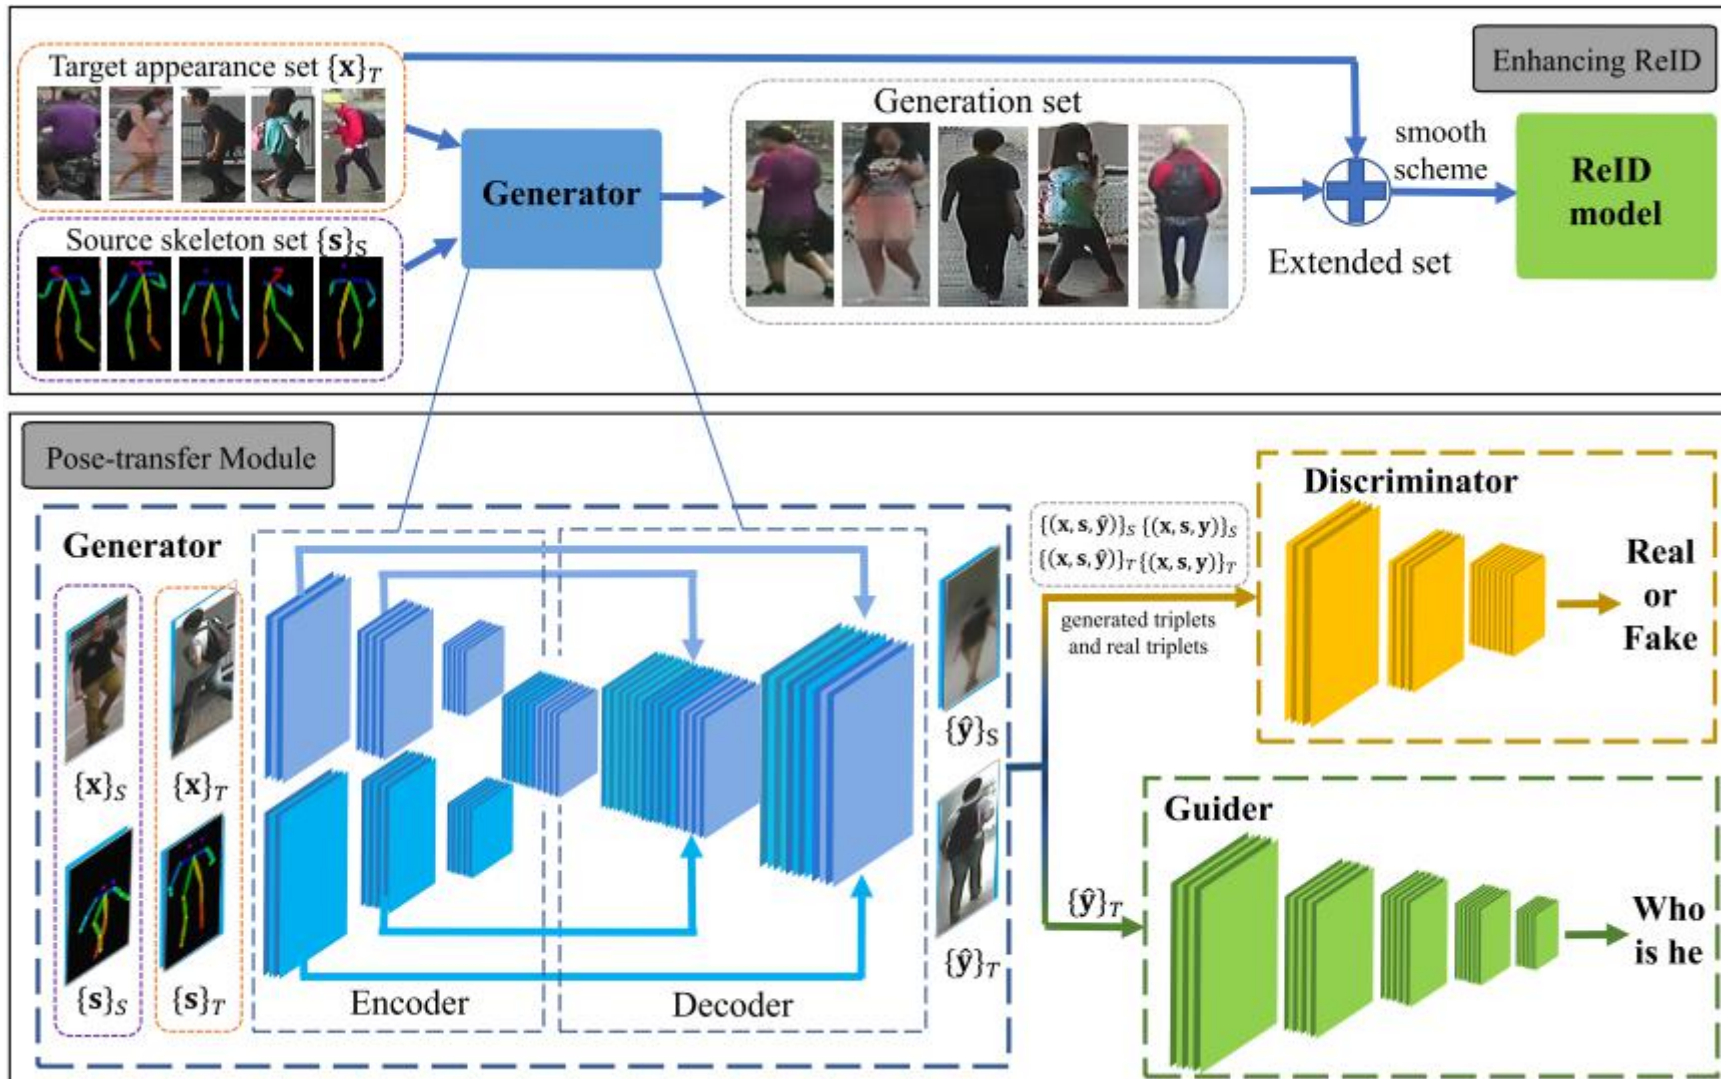 Enhancing ReID
Target appearance set {𝐱}_T
Source skeleton set {𝐬}_S
Generator
Generation set
smooth
scheme
Extended set
ReID
model
Pose-transfer Module
Generator
{𝐱}_S
{𝐱}_T
{𝐬}_S
{𝐬}_T
Encoder
Decoder
{ŷ}_S
{ŷ}_T
{(𝐱, 𝐬, ŷ)}_S {(𝐱, 𝐬, 𝐲)}_S
{(𝐱, 𝐬, ŷ)}_T {(𝐱, 𝐬, 𝐲)}_T
generated triplets
and real triplets
Discriminator
Real
or
Fake
{ŷ}_T
Guider
Who
is he